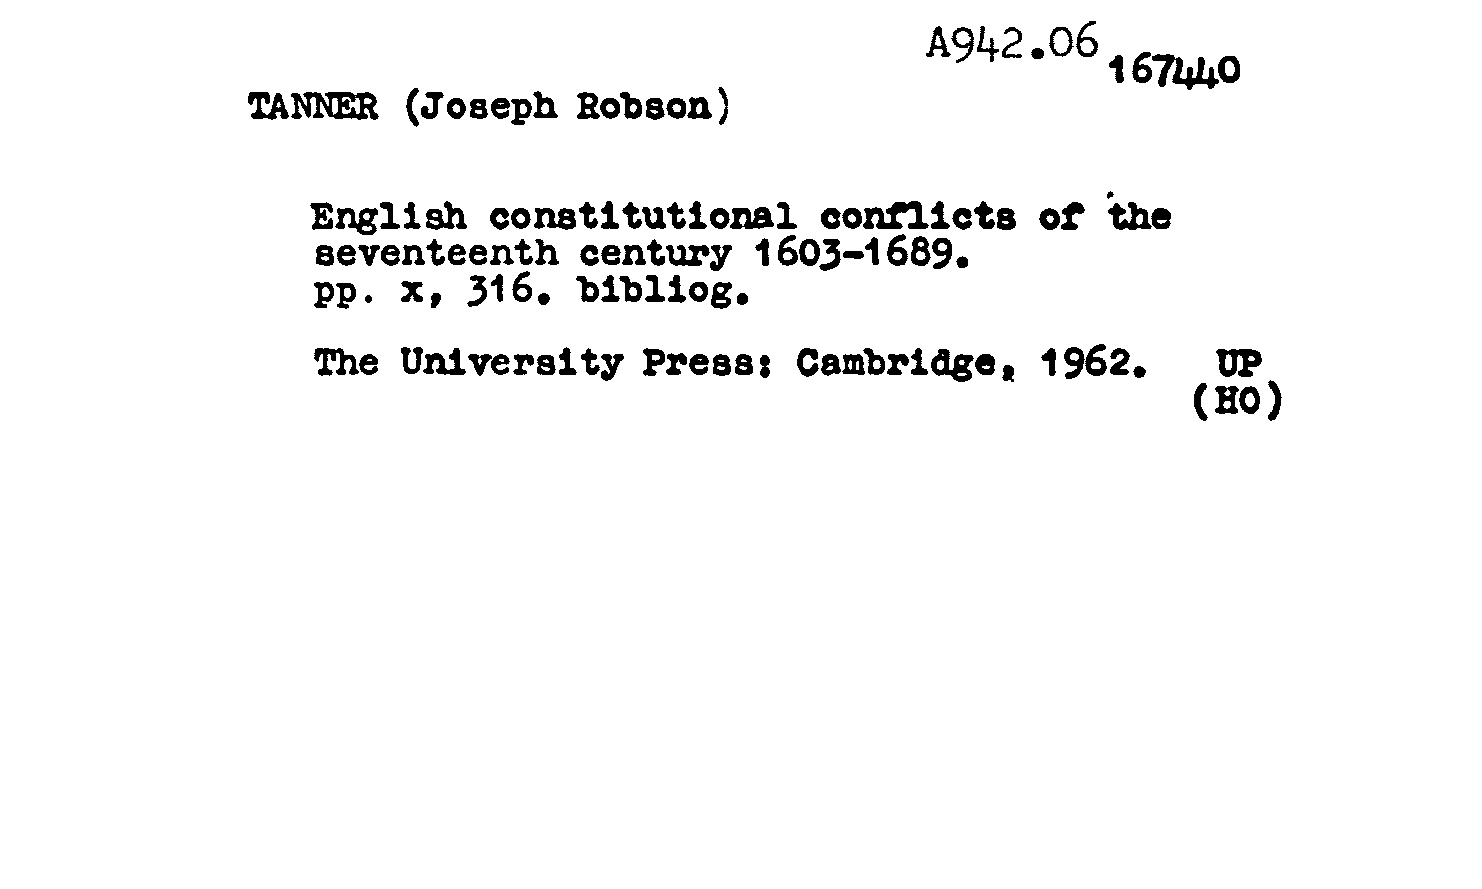 A942.06
167440
TANNER (Joseph Robson)
English constitutional conflicts of the
seventeenth century 1603-1689.
pp. x, 316. bibliog.
The University Press: Cambridge, 1962. UP
(HO)